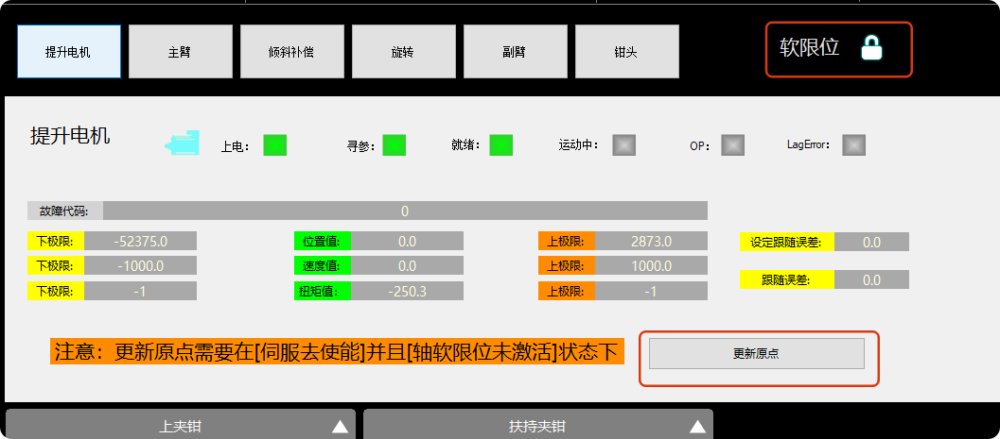 提升电机 主臂 倾斜补偿 旋转 副臂 钳头 软限位
提升电机 上电： 寻参： 就绪： 运动中： OP： LagError：
故障代码: 0
下极限: -52375.0 位置值: 0.0 上极限: 2873.0 设定跟随误差: 0.0
下极限: -1000.0 速度值: 0.0 上极限: 1000.0
跟随误差: 0.0
下极限: -1 扭矩值: -250.3 上极限: -1
注意：更新原点需要在[伺服去使能]并且[轴软限位未激活]状态下 更新原点
上夹钳 扶持夹钳